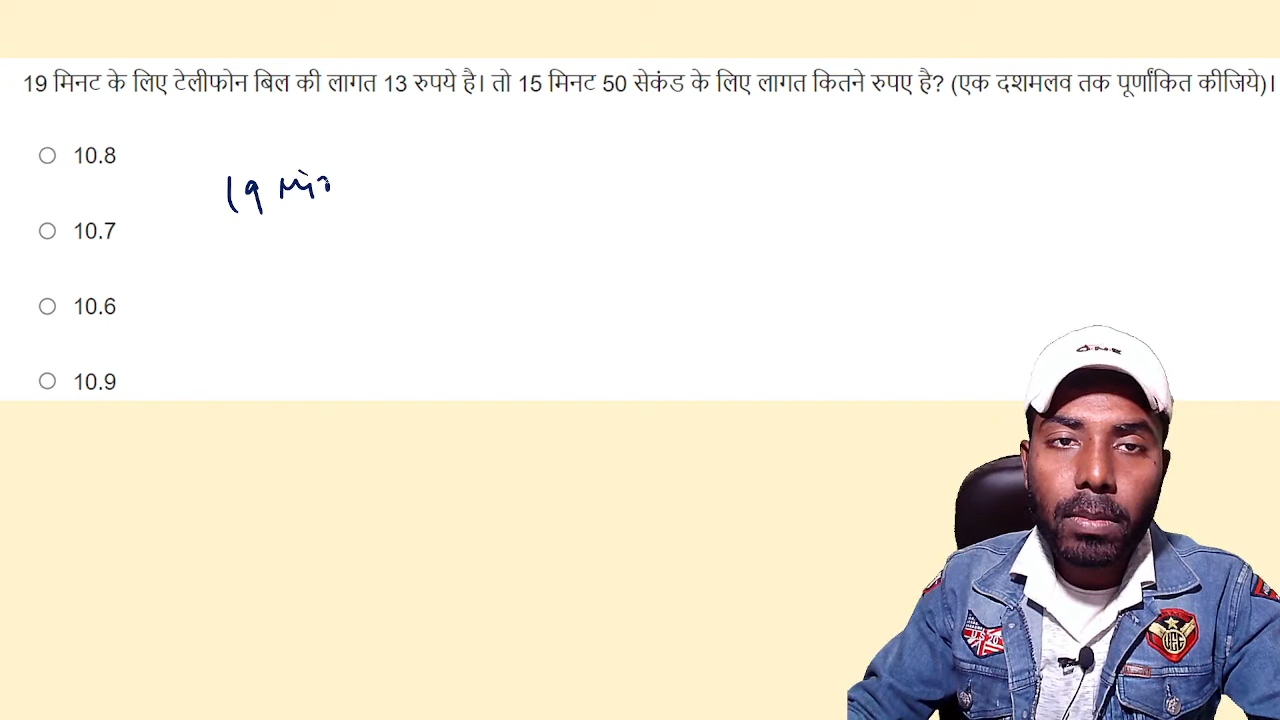 19 मिनट के लिए टेलीफोन बिल की लागत 13 रुपये है। तो 15 मिनट 50 सेकंड के लिए लागत कितने रुपए है? (एक दशमलव तक पूर्णांकित कीजिये)।
10.8
19 Min
10.7
10.6
10.9
ONE